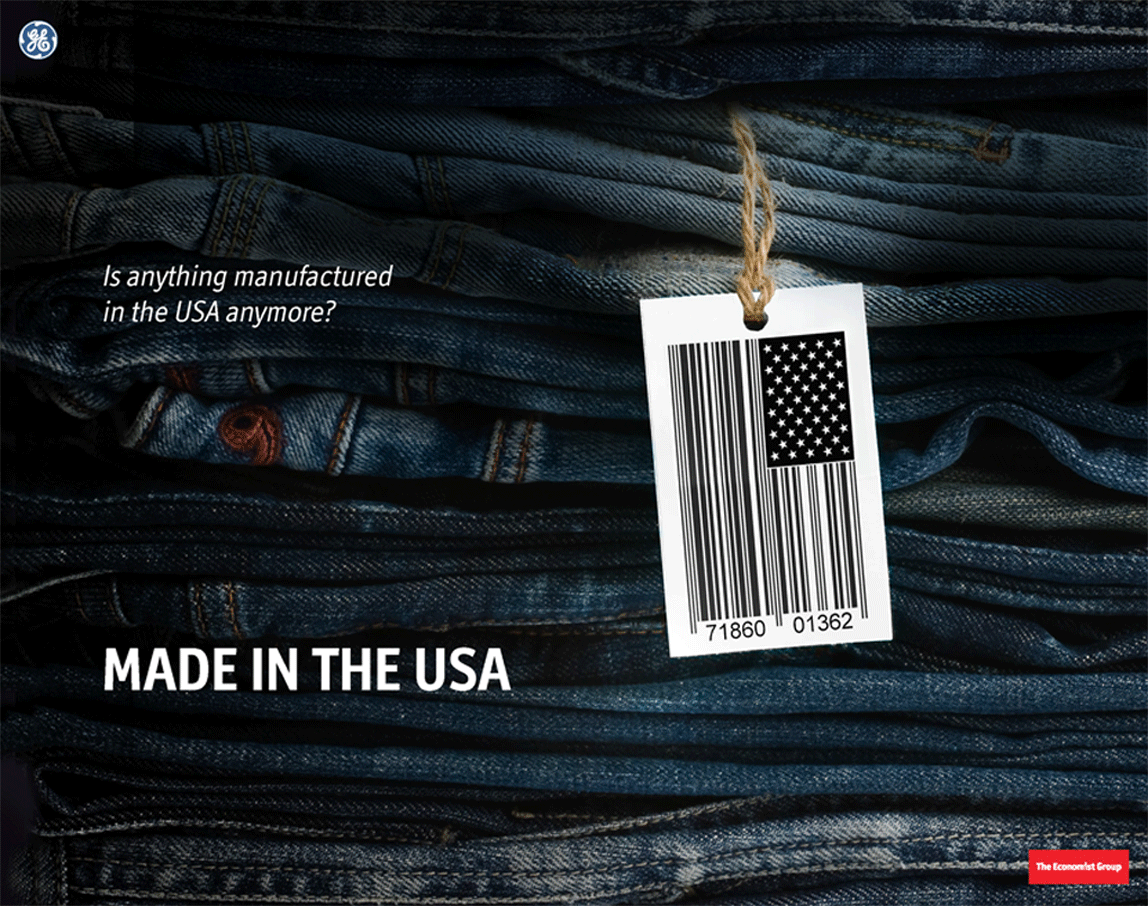 Is anything manufactured
in the USA anymore?
71860 01362
MADE IN THE USA
The Economist Group